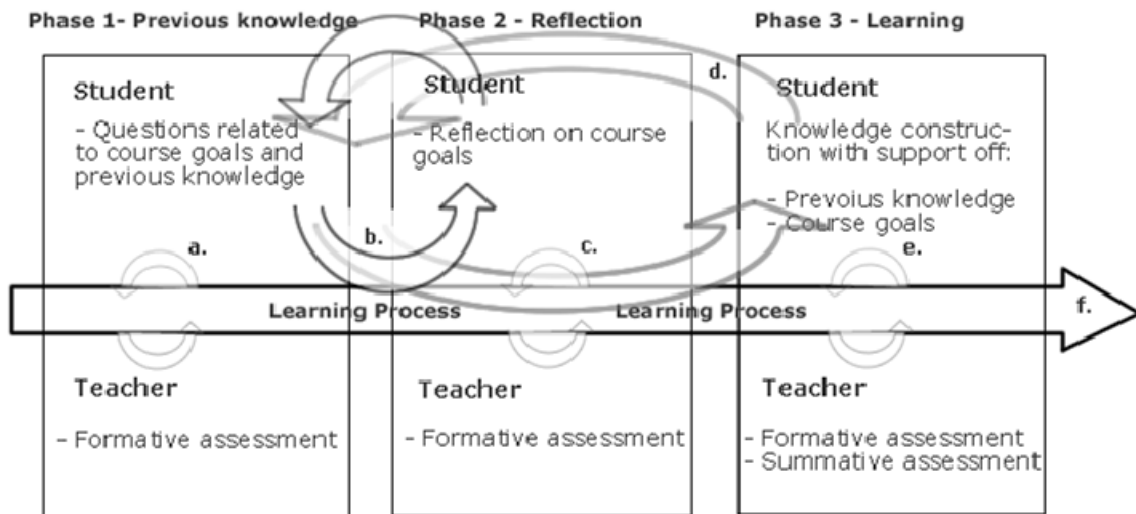 Phase 1- Previous knowledge
Phase 2 - Reflection
Phase 3 - Learning
Student
- Questions related
to course goals and
previous knowledge
Student
- Reflection on course
goals
d.
Student
Knowledge construc-
tion with support off:
- Prevoius knowledge
- Course goals
a.
b.
c.
e.
Learning Process
Learning Process
f.
Teacher
- Formative assessment
Teacher
- Formative assessment
Teacher
- Formative assessment
- Summative assessment